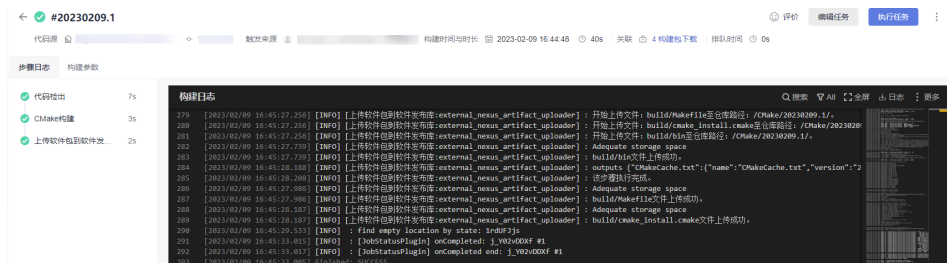 #20230209.1
评价 编辑任务 执行任务
代码源 触发来源 构建时间与时长 2023-02-09 16:44:48 40s 关联 4 构建包下载 排队时间 0s
步骤日志 构建参数
代码检出 7s
CMake构建 3s
上传软件包到软件发... 2s
构建日志 搜索 All 全屏 日志 更多
279 [2023/02/09 16:45:27.256] [INFO] [上传软件包到软件发布库:external_nexus_artifact_uploader] : 开始上传文件: build/Makefile至仓库路径: /CMake/20230209.1/。
280 [2023/02/09 16:45:27.256] [INFO] [上传软件包到软件发布库:external_nexus_artifact_uploader] : 开始上传文件: build/cmake_install.cmake至仓库路径: /CMake/20230209
281 [2023/02/09 16:45:27.256] [INFO] [上传软件包到软件发布库:external_nexus_artifact_uploader] : 开始上传文件: build/bin至仓库路径: /CMake/20230209.1/。
282 [2023/02/09 16:45:27.739] [INFO] [上传软件包到软件发布库:external_nexus_artifact_uploader] : Adequate storage space
283 [2023/02/09 16:45:27.739] [INFO] [上传软件包到软件发布库:external_nexus_artifact_uploader] : build/bin文件上传成功。
284 [2023/02/09 16:45:28.188] [INFO] [上传软件包到软件发布库:external_nexus_artifact_uploader] : outputs {"CMakeCache.txt":{"name":"CMakeCache.txt","version":"2
285 [2023/02/09 16:45:28.208] [INFO] [上传软件包到软件发布库:external_nexus_artifact_uploader] : 该步骤执行完成。
286 [2023/02/09 16:45:27.986] [INFO] [上传软件包到软件发布库:external_nexus_artifact_uploader] : Adequate storage space
287 [2023/02/09 16:45:27.986] [INFO] [上传软件包到软件发布库:external_nexus_artifact_uploader] : build/Makefile文件上传成功。
288 [2023/02/09 16:45:28.187] [INFO] [上传软件包到软件发布库:external_nexus_artifact_uploader] : Adequate storage space
289 [2023/02/09 16:45:28.187] [INFO] [上传软件包到软件发布库:external_nexus_artifact_uploader] : build/cmake_install.cmake文件上传成功。
290 [2023/02/09 16:45:29.533] [INFO] : find empty location by state: 1rdUFJjs
291 [2023/02/09 16:45:33.015] [INFO] : [JobStatusPlugin] onCompleted: j_Y02vDDXf #1
292 [2023/02/09 16:45:33.017] [INFO] : [JobStatusPlugin] onCompleted end: j_Y02vDDXf #1
293 [2023/02/09 16:45:33.085] Finished: SUCCESS